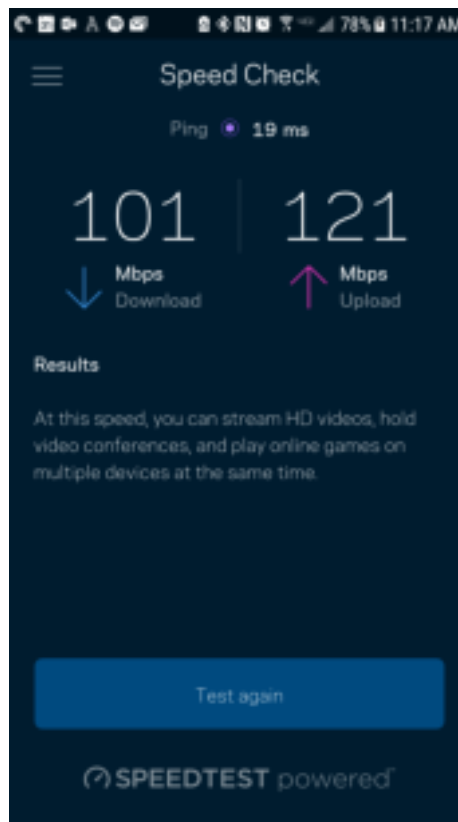 78% 11:17 AM
Speed Check
Ping 19 ms
101 121
Mbps Mbps
Download Upload
Results
At this speed, you can stream HD videos, hold
video conferences, and play online games on
multiple devices at the same time.
Test again
SPEEDTEST powered